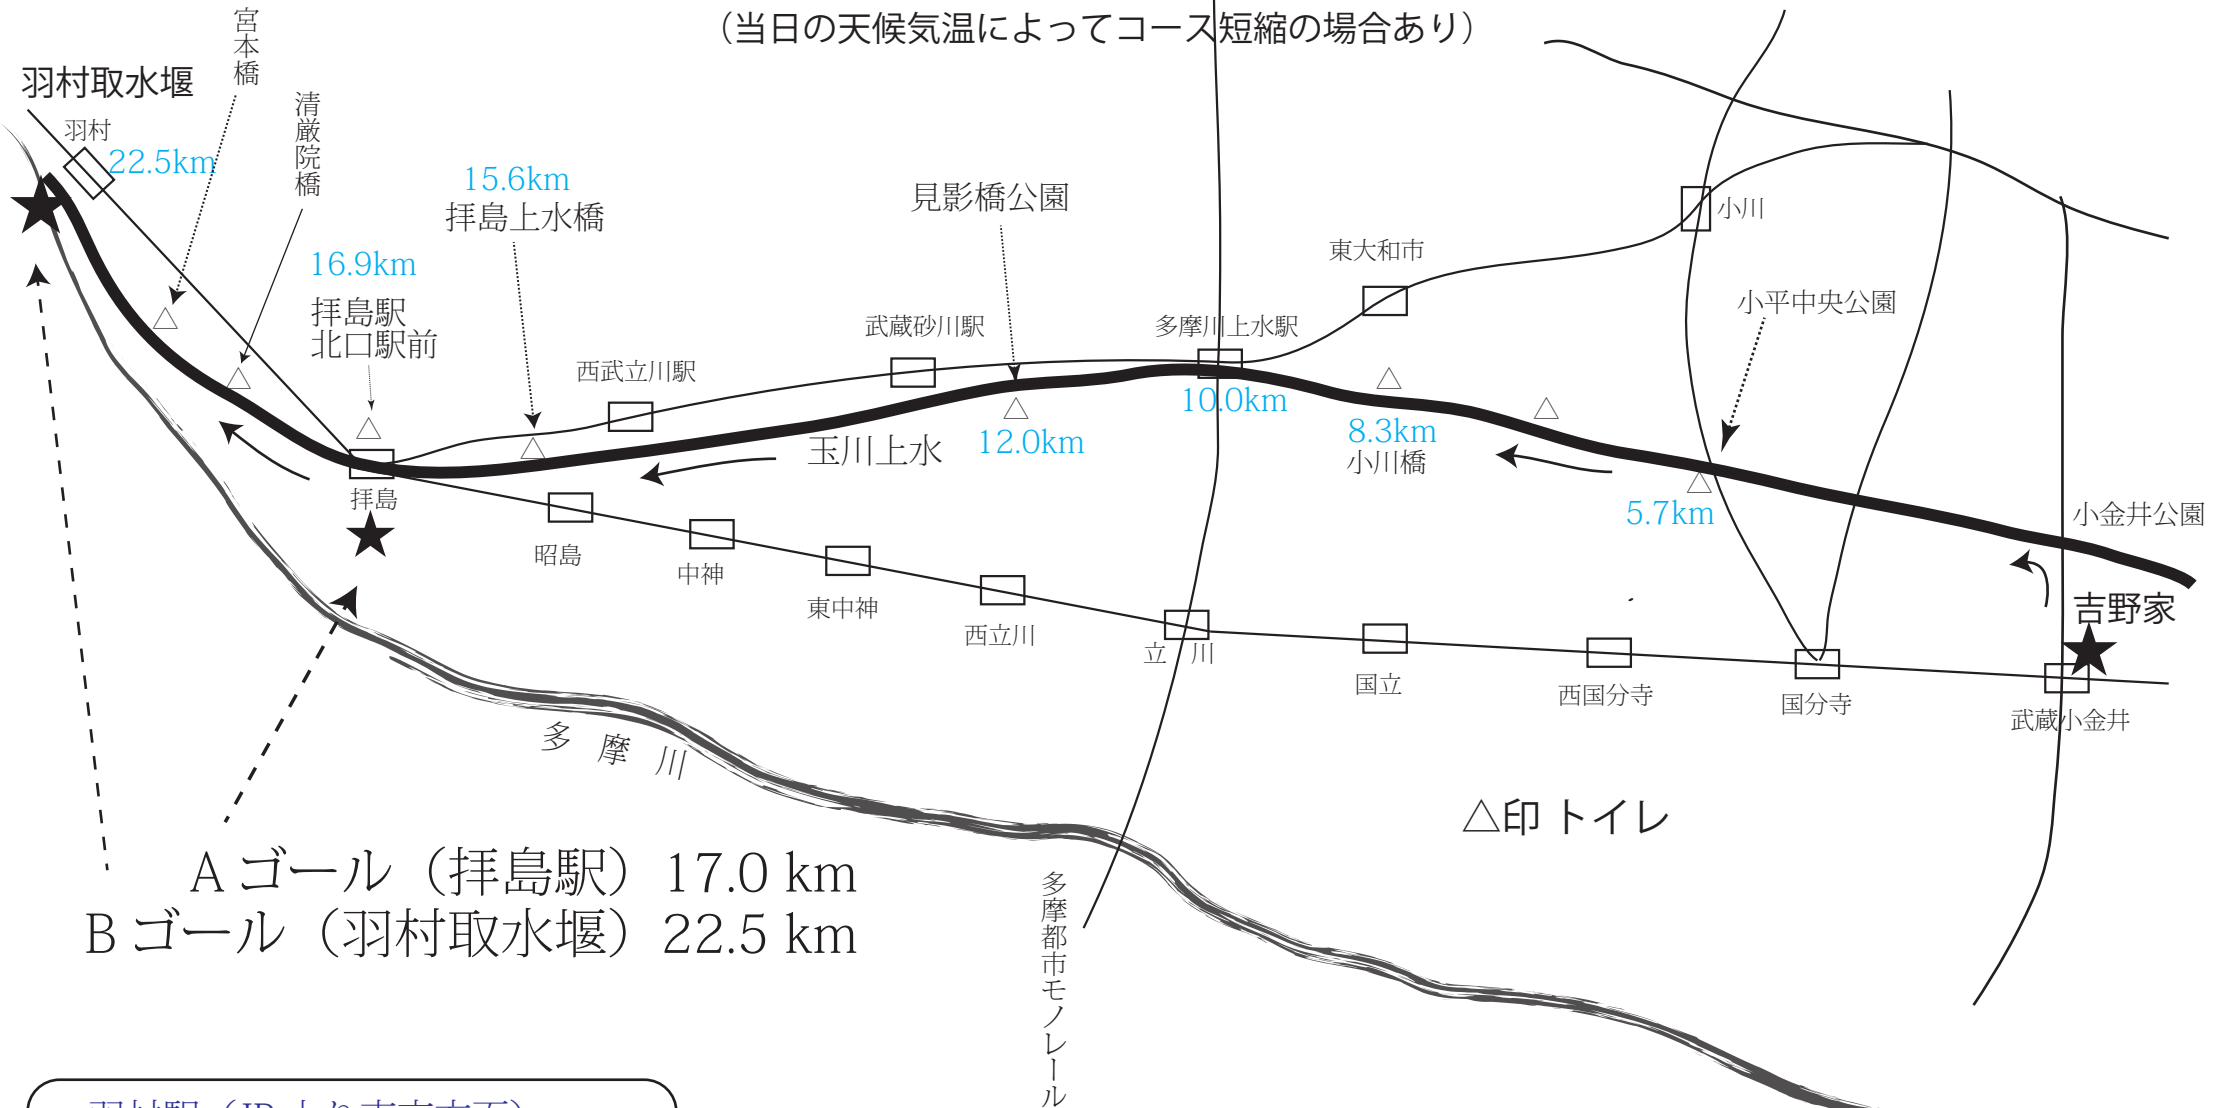 （当日の天候気温によってコース短縮の場合あり）
宮本橋
羽村取水堰
清厳院橋
羽村
22.5km
15.6km
拝島上水橋
見影橋公園
小川
東大和市
16.9km
拝島駅
北口駅前
小平中央公園
武蔵砂川駅
多摩川上水駅
西武立川駅
10.0km
玉川上水
12.0km
8.3km
小川橋
拝島
5.7km
小金井公園
昭島
中神
東中神
西立川
立 川
国立
西国分寺
国分寺
吉野家
武蔵小金井
多 摩 川
△印 トイレ
A ゴール（拝島駅）17.0 km
B ゴール（羽村取水堰）22.5 km
多摩都市モノレール